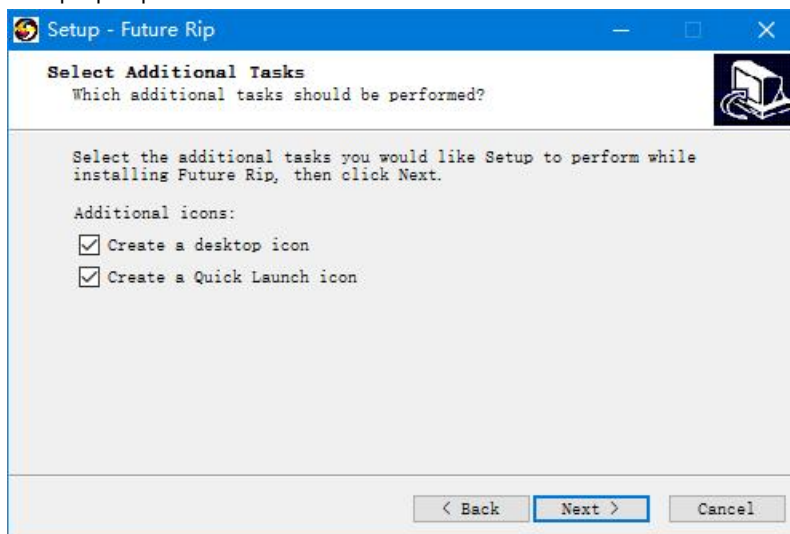 Setup - Future Rip
Select Additional Tasks
Which additional tasks should be performed?
Select the additional tasks you would like Setup to perform while
installing Future Rip, then click Next.
Additional icons:
Create a desktop icon
Create a Quick Launch icon
< Back Next > Cancel